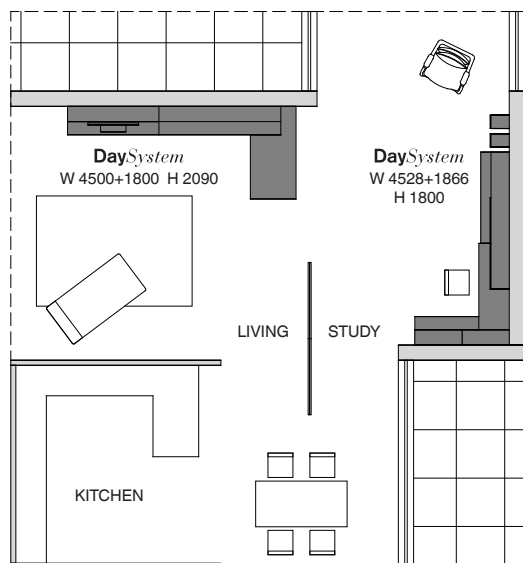 DaySystem
W 4500+1800 H 2090
DaySystem
W 4528+1866
H 1800
LIVING
STUDY
KITCHEN